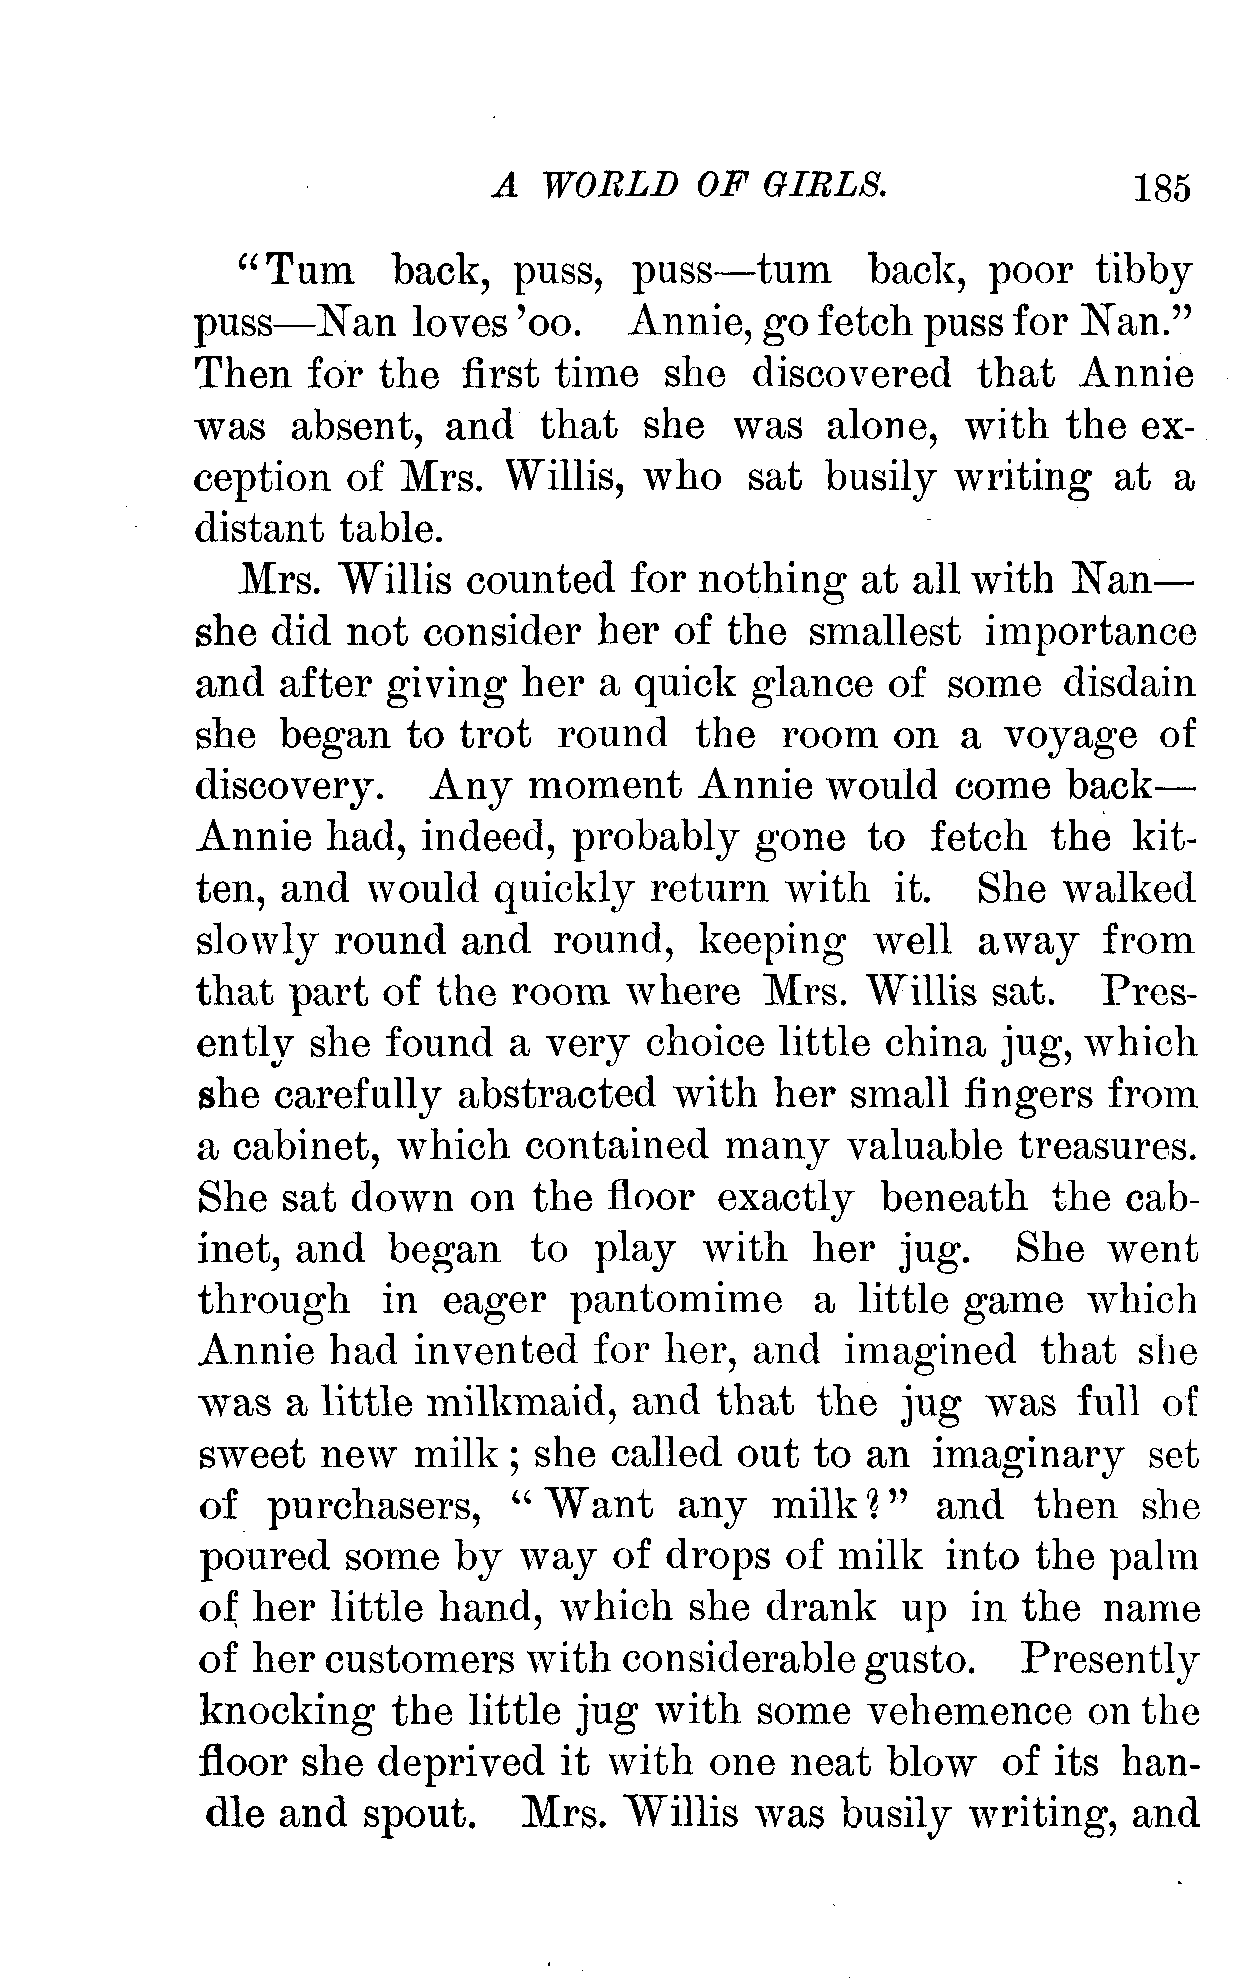 A WORLD OF GIRLS. 185
"Tum back, puss, puss—tum back, poor tibby
puss—Nan loves 'oo. Annie, go fetch puss for Nan."
Then for the first time she discovered that Annie
was absent, and that she was alone, with the ex-
ception of Mrs. Willis, who sat busily writing at a
distant table.
Mrs. Willis counted for nothing at all with Nan—
she did not consider her of the smallest importance
and after giving her a quick glance of some disdain
she began to trot round the room on a voyage of
discovery. Any moment Annie would come back—
Annie had, indeed, probably gone to fetch the kit-
ten, and would quickly return with it. She walked
slowly round and round, keeping well away from
that part of the room where Mrs. Willis sat. Pres-
ently she found a very choice little china jug, which
she carefully abstracted with her small fingers from
a cabinet, which contained many valuable treasures.
She sat down on the floor exactly beneath the cab-
inet, and began to play with her jug. She went
through in eager pantomime a little game which
Annie had invented for her, and imagined that she
was a little milkmaid, and that the jug was full of
sweet new milk; she called out to an imaginary set
of purchasers, "Want any milk?" and then she
poured some by way of drops of milk into the palm
of her little hand, which she drank up in the name
of her customers with considerable gusto. Presently
knocking the little jug with some vehemence on the
floor she deprived it with one neat blow of its han-
dle and spout. Mrs. Willis was busily writing, and